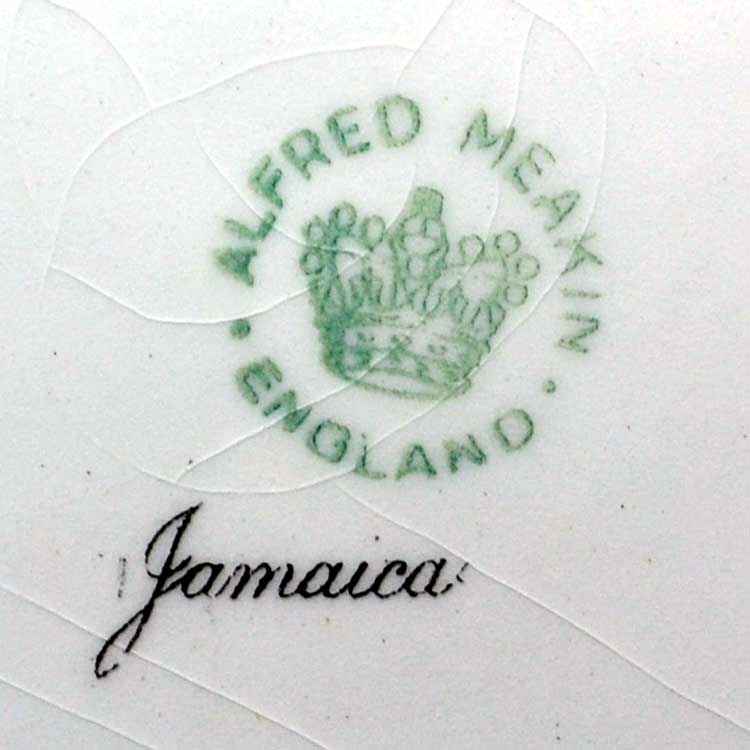 ALFRED MEAKIN
• ENGLAND •
Jamaica